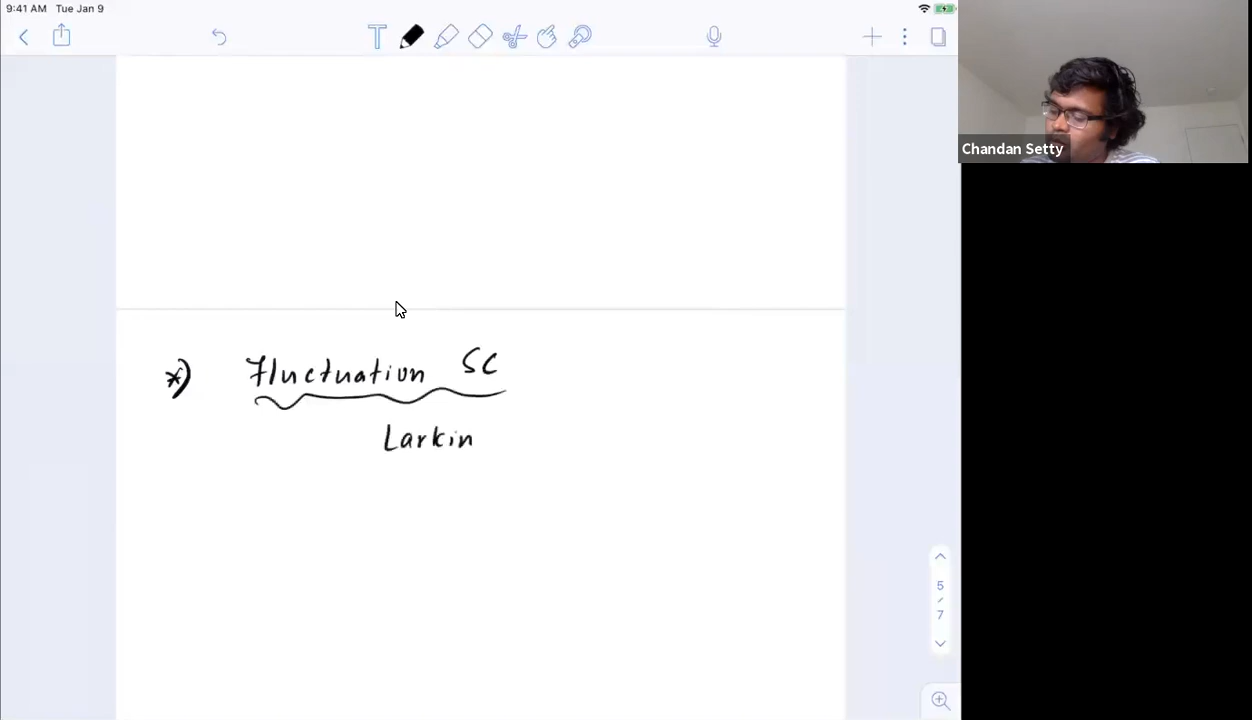 9:41 AM Tue Jan 9
Chandan Setty
*) Fluctuation SC
Larkin
5
/
7